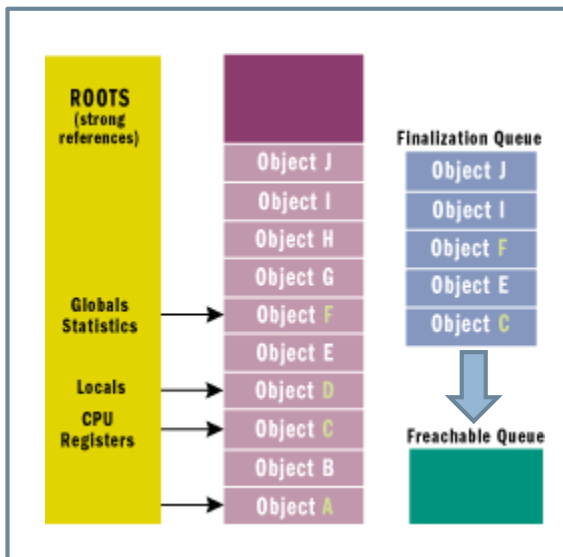 ROOTS
(strong
references)
Globals
Statistics
Locals
CPU
Registers
Object J
Object I
Object H
Object G
Object F
Object E
Object D
Object C
Object B
Object A
Finalization Queue
Object J
Object I
Object F
Object E
Object C
Freachable Queue